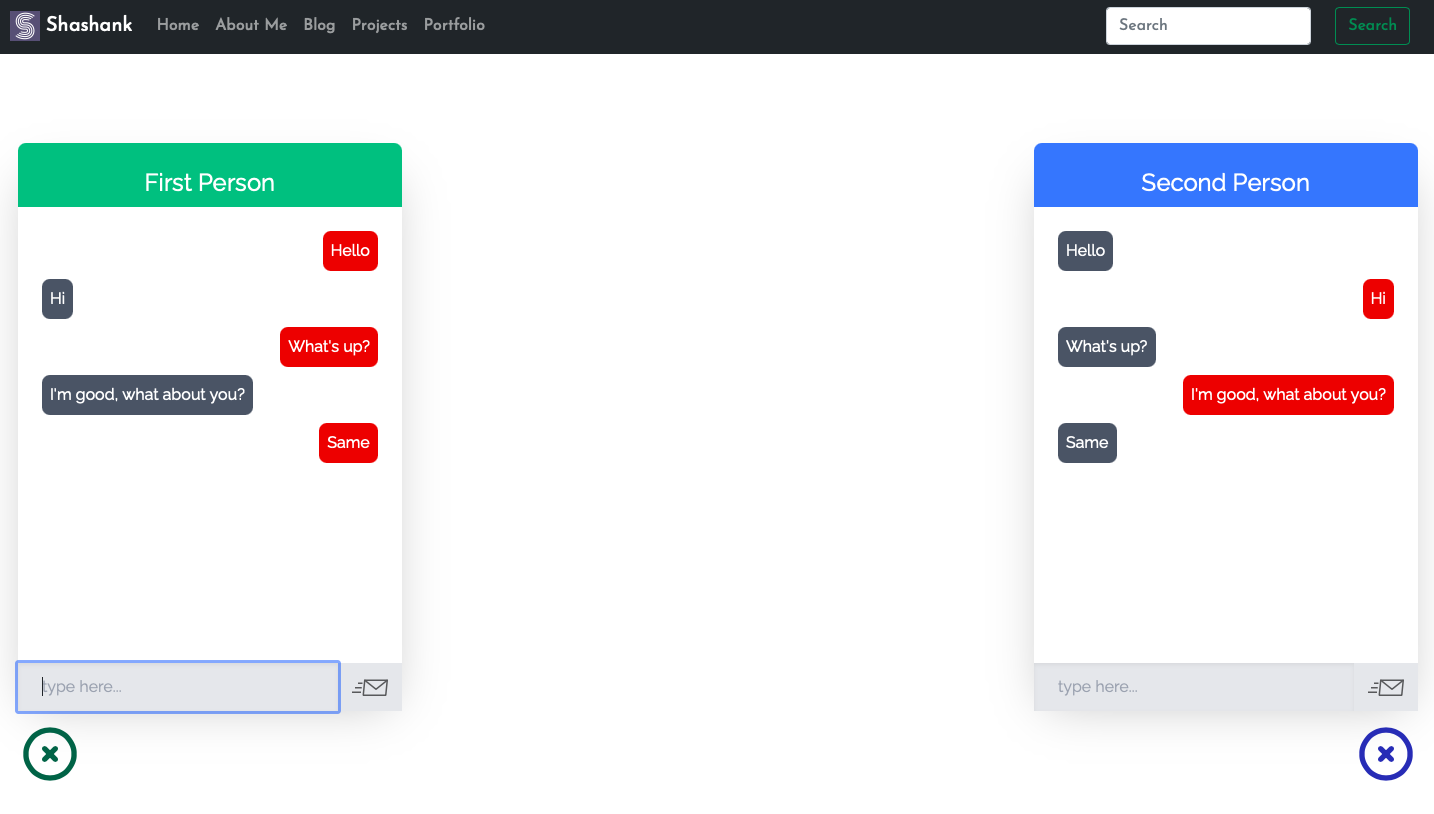 Shashank Home About Me Blog Projects Portfolio Search Search
First Person
Hello
Hi
What's up?
I'm good, what about you?
Same
type here...
Second Person
Hello
Hi
What's up?
I'm good, what about you?
Same
type here...